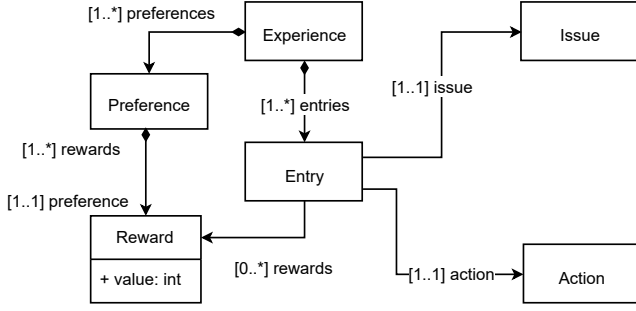 [1..*] preferences
Experience
Issue
[1..1] issue
Preference
[1..*] entries
[1..*] rewards
Entry
[1..1] preference
Reward
[0..*] rewards
[1..1] action
Action
+ value: int